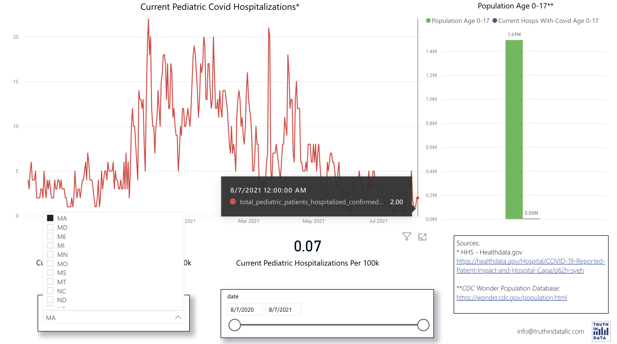 Current Pediatric Covid Hospitalizations*
Population Age 0-17**
Population Age 0-17
Current Hosps With Covid Age 0-17
20
15
10
5
0
1.49M
1.4M
1.2M
1.0M
0.8M
0.6M
0.4M
0.2M
0.0M
0.00M
8/7/2021 12:00:00 AM
total_pediatric_patients_hospitalized_confirmed... 2.00
Mar 2021
May 2021
Jul 2021
MA
MD
ME
MI
MN
MO
MS
MT
NC
ND
MA
0.07
Current Pediatric Hospitalizations Per 100k
date
8/7/2020
8/7/2021
Sources:
* HHS - Healthdata.gov
https://healthdata.gov/Hospital/COVID-19-Reported-
Patient-Impact-and-Hospital-Capa/g62h-syeh
**CDC Wonder Population Database:
https://wonder.cdc.gov/population.html
info@truthindatallc.com
TRUTH
IN
DATA